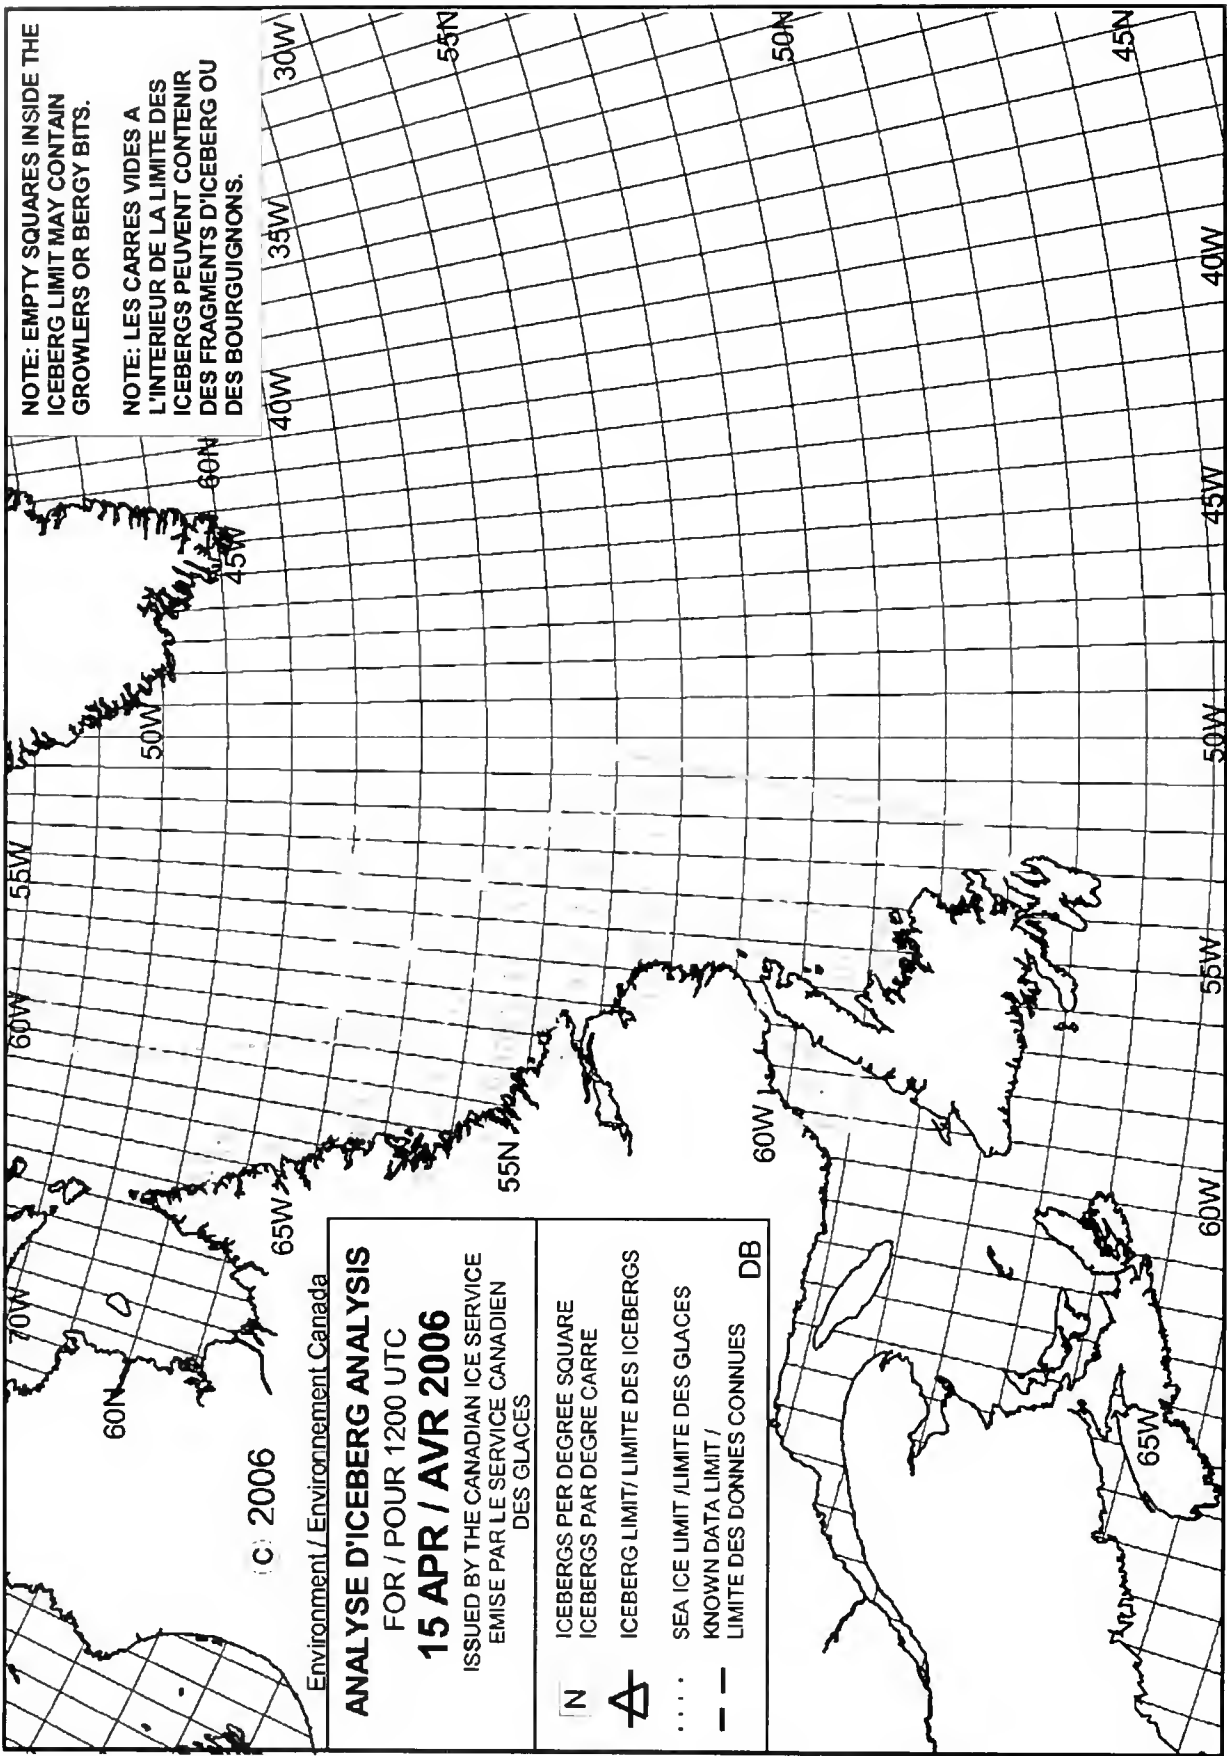 NOTE: EMPTY SQUARES INSIDE THE
ICEBERG LIMIT MAY CONTAIN
GROWLERS OR BERGY BITS.
NOTE: LES CARRES VIDES A
L'INTERIEUR DE LA LIMITE DES
ICEBERGS PEUVENT CONTENIR
DES FRAGMENTS D'ICEBERG OU
DES BOURGUIGNONS.
70W
60W
55W
50W
45W
60N
40W
35W
30W
60N
65W
55N
55N
60W
50N
45N
65W
60W
55W
50W
45W
40W
(C) 2006
Environment / Environnement Canada
ANALYSE D'ICEBERG ANALYSIS
FOR / POUR 1200 UTC
15 APR / AVR 2006
ISSUED BY THE CANADIAN ICE SERVICE
EMISE PAR LE SERVICE CANADIEN
DES GLACES
N ICEBERGS PER DEGREE SQUARE
ICEBERGS PAR DEGRE CARRE
ICEBERG LIMIT/ LIMITE DES ICEBERGS
SEA ICE LIMIT /LIMITE DES GLACES
KNOWN DATA LIMIT /
LIMITE DES DONNES CONNUES
DB